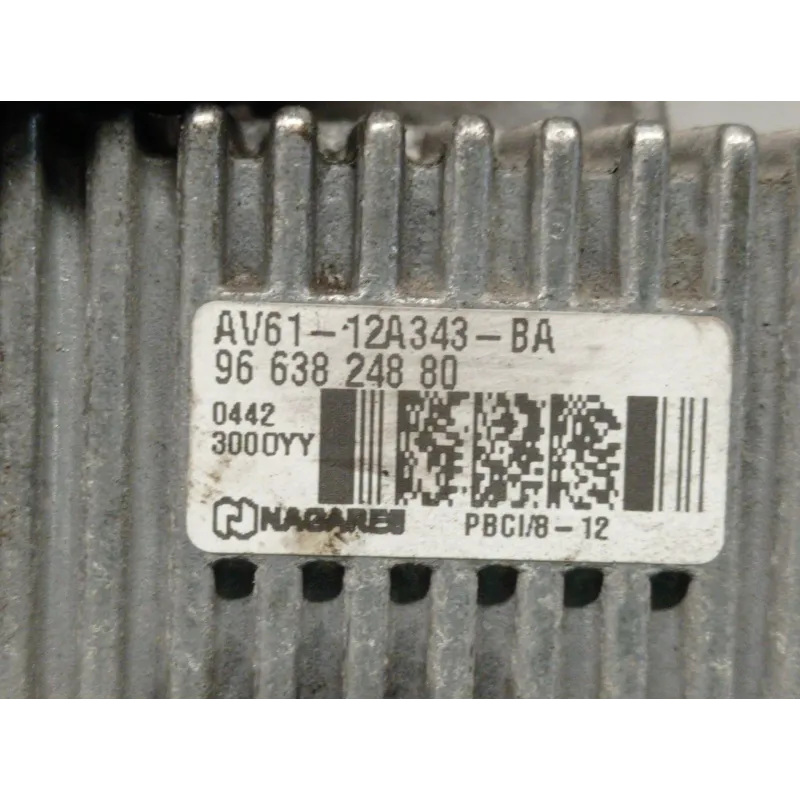 AV61-12A343-BA
96 638 248 80
0442
3000YY
NAGARES
PBCI/8-12